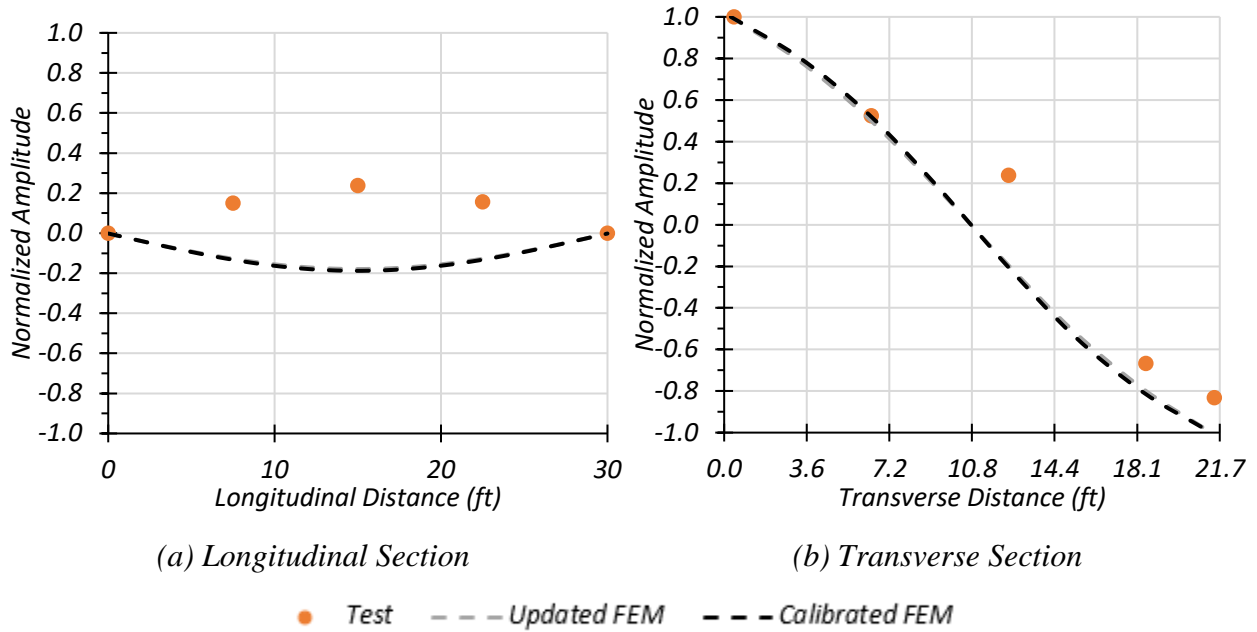 1.0
0.8
0.6
0.4
0.2
0.0
-0.2
-0.4
-0.6
-0.8
-1.0
Normalized Amplitude
0 10 20 30
Longitudinal Distance (ft)
(a) Longitudinal Section
1.0
0.8
0.6
0.4
0.2
0.0
-0.2
-0.4
-0.6
-0.8
-1.0
Normalized Amplitude
0.0 3.6 7.2 10.8 14.4 18.1 21.7
Transverse Distance (ft)
(b) Transverse Section
Test Updated FEM Calibrated FEM